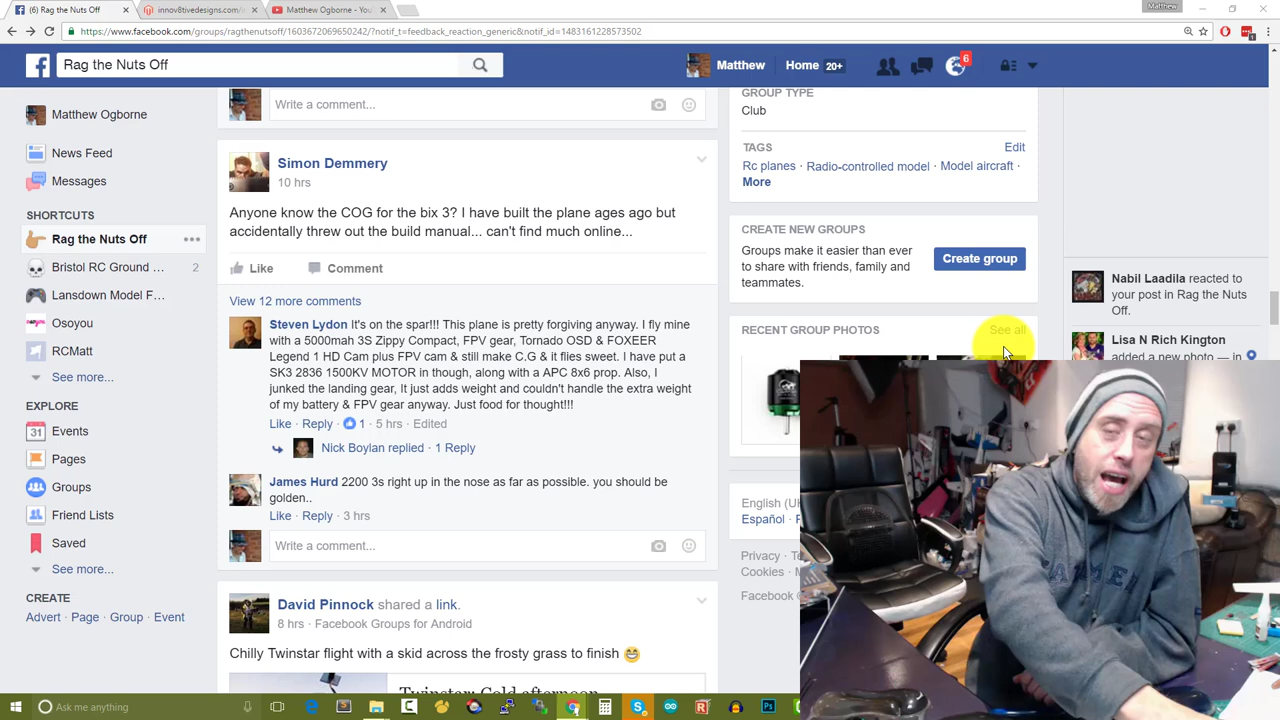 (6) Rag the Nuts Off
innov8tivedesigns.com/i
Matthew Ogborne - You
Matthew
https://www.facebook.com/groups/ragthenutsoff/1603672069650242/?notif_t=feedback_reaction_generic&notif_id=1483161228573502
Rag the Nuts Off
Matthew
Home 20+
6
Matthew Ogborne
News Feed
Messages
SHORTCUTS
Rag the Nuts Off
Bristol RC Ground ... 2
Lansdown Model F...
Osoyou
RCMatt
See more...
EXPLORE
31 Events
Pages
Groups
Friend Lists
Saved
See more...
CREATE
Advert · Page · Group · Event
Write a comment...
Simon Demmery
10 hrs
Anyone know the COG for the bix 3? I have built the plane ages ago but
accidentally threw out the build manual... can't find much online...
Like Comment
View 12 more comments
Steven Lydon It's on the spar!!! This plane is pretty forgiving anyway. I fly mine
with a 5000mah 3S Zippy Compact, FPV gear, Tornado OSD & FOXEER
Legend 1 HD Cam plus FPV cam & still make C.G & it flies sweet. I have put a
SK3 2836 1500KV MOTOR in though, along with a APC 8x6 prop. Also, I
junked the landing gear, It just adds weight and couldn't handle the extra weight
of my battery & FPV gear anyway. Just food for thought!!!
Like · Reply · 1 · 5 hrs · Edited
Nick Boylan replied · 1 Reply
James Hurd 2200 3s right up in the nose as far as possible. you should be
golden..
Like · Reply · 3 hrs
Write a comment...
David Pinnock shared a link.
8 hrs · Facebook Groups for Android
Chilly Twinstar flight with a skid across the frosty grass to finish 😄
Twinstar: Cold afternoon
GROUP TYPE
Club
TAGS Edit
Rc planes · Radio-controlled model · Model aircraft ·
More
CREATE NEW GROUPS
Groups make it easier than ever
to share with friends, family and
teammates.
Create group
RECENT GROUP PHOTOS See all
English (U
Español ·
Privacy ·
Cookies ·
Facebook ©
Nabil Laadila reacted to
your post in Rag the Nuts
Off.
Lisa N Rich Kington
added a new photo — in
Ask me anything